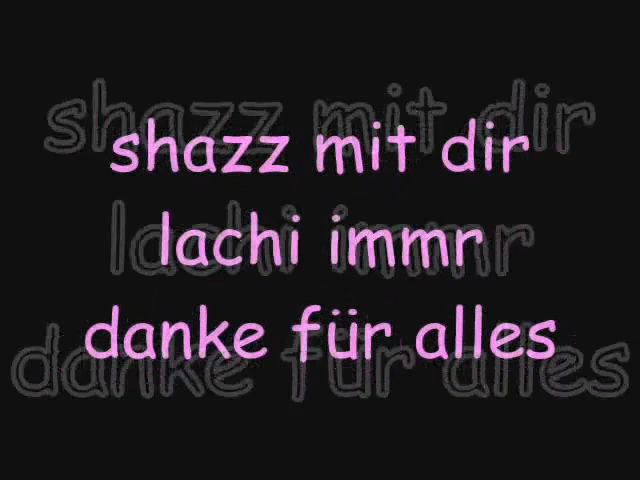 shazz mit dir
lachi immr
danke für alles